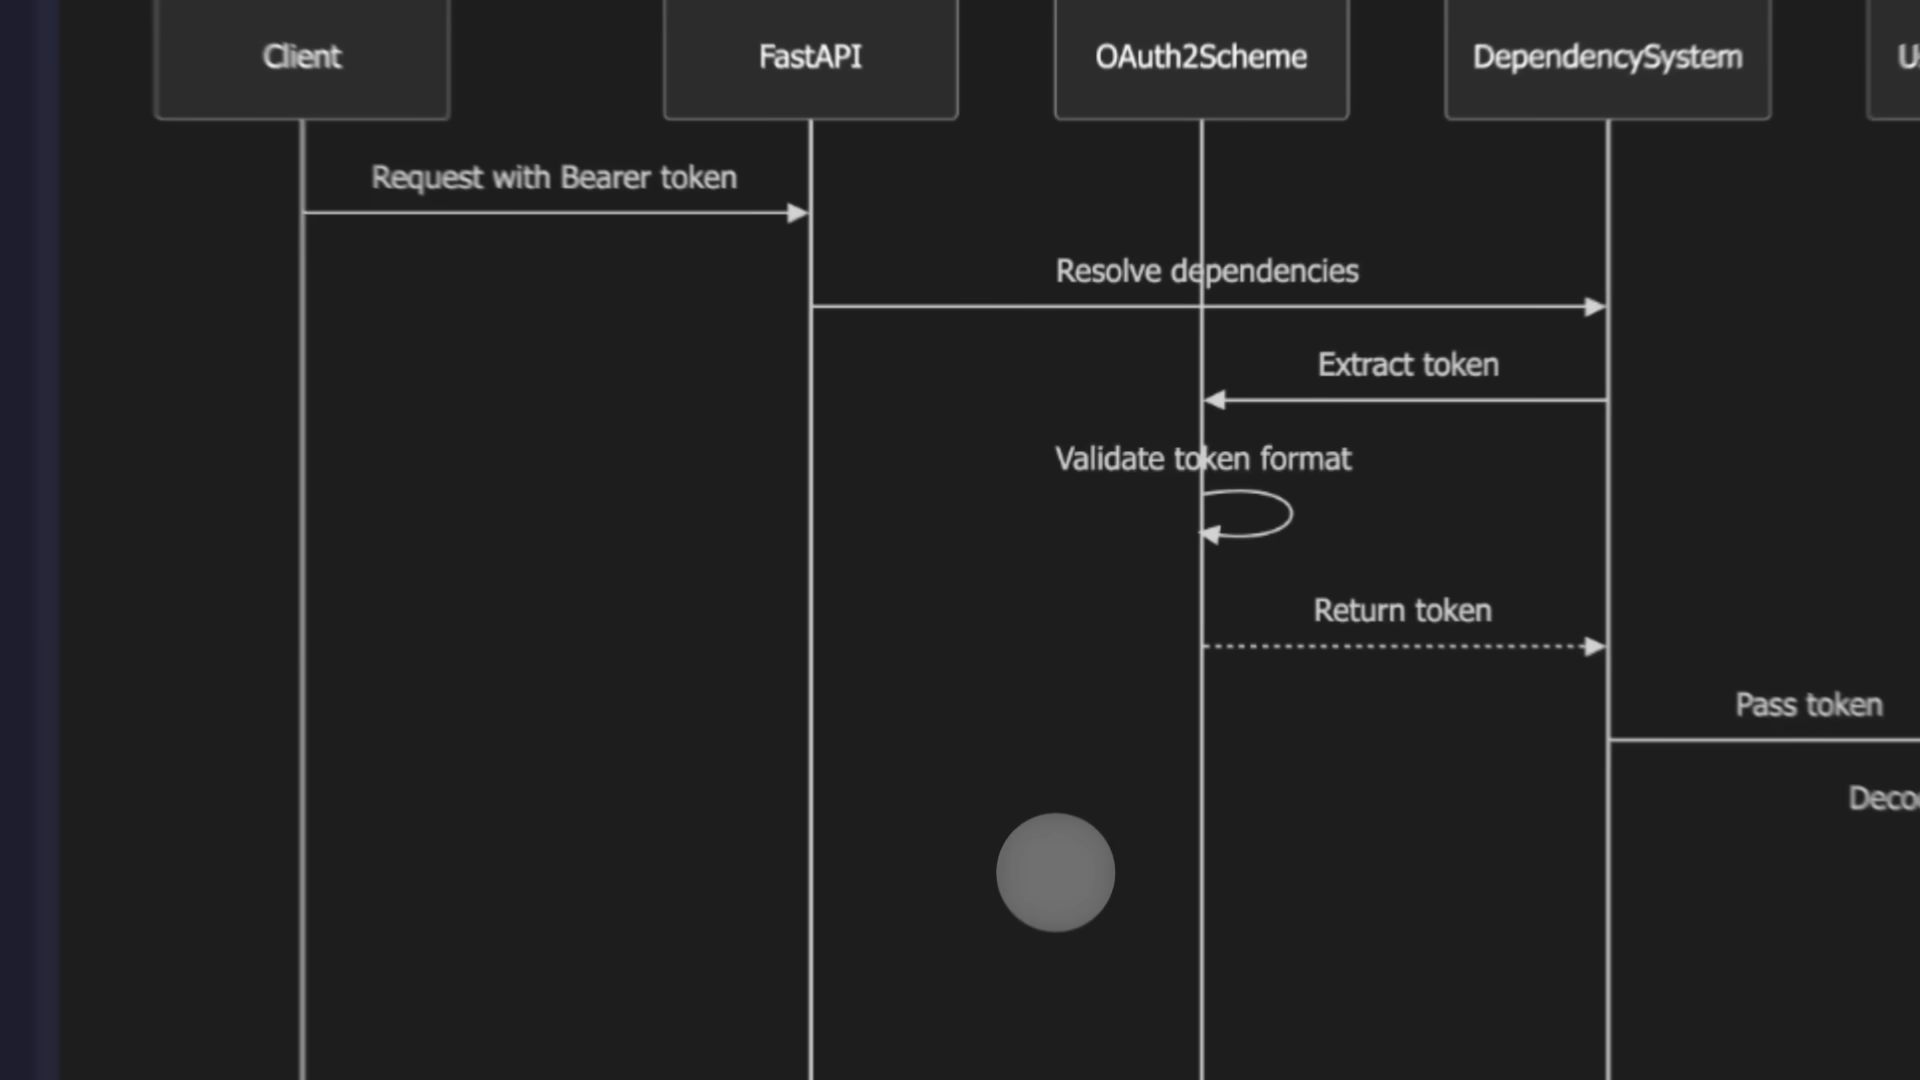 Client
FastAPI
OAuth2Scheme
DependencySystem
Request with Bearer token
Resolve dependencies
Extract token
Validate token format
Return token
Pass token